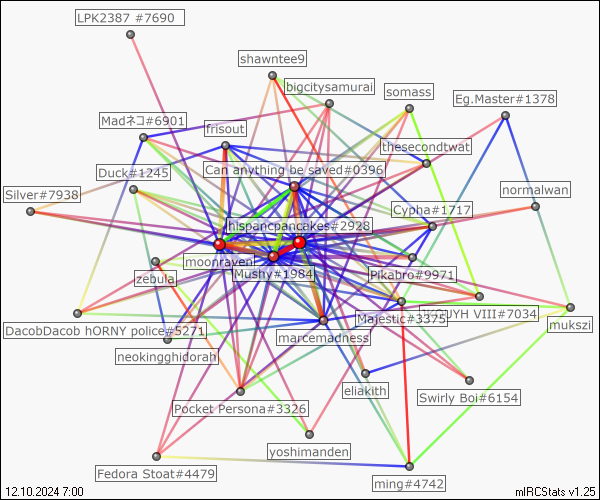 LPK2387 #7690
shawntee9
bigcitysamurai
somass
Eg.Master#1378
Madネコ#6901
frisout
thesecondtwat
Can anything be saved#0396
Duck#1245
Silver#7938
normalwan
Cypha#1717
hispancpancakes#2928
moonraven
Mushy#1984
Pikabro#9971
zebula
Majestic#3375
UYH VIII#7034
mukszi
DacobDacob hORNY police#5271
marcemadness
neokingghidorah
eliakith
Swirly Boi#6154
Pocket Persona#3326
yoshimanden
Fedora Stoat#4479
ming#4742
12.10.2024 7:00
mIRCStats v1.25